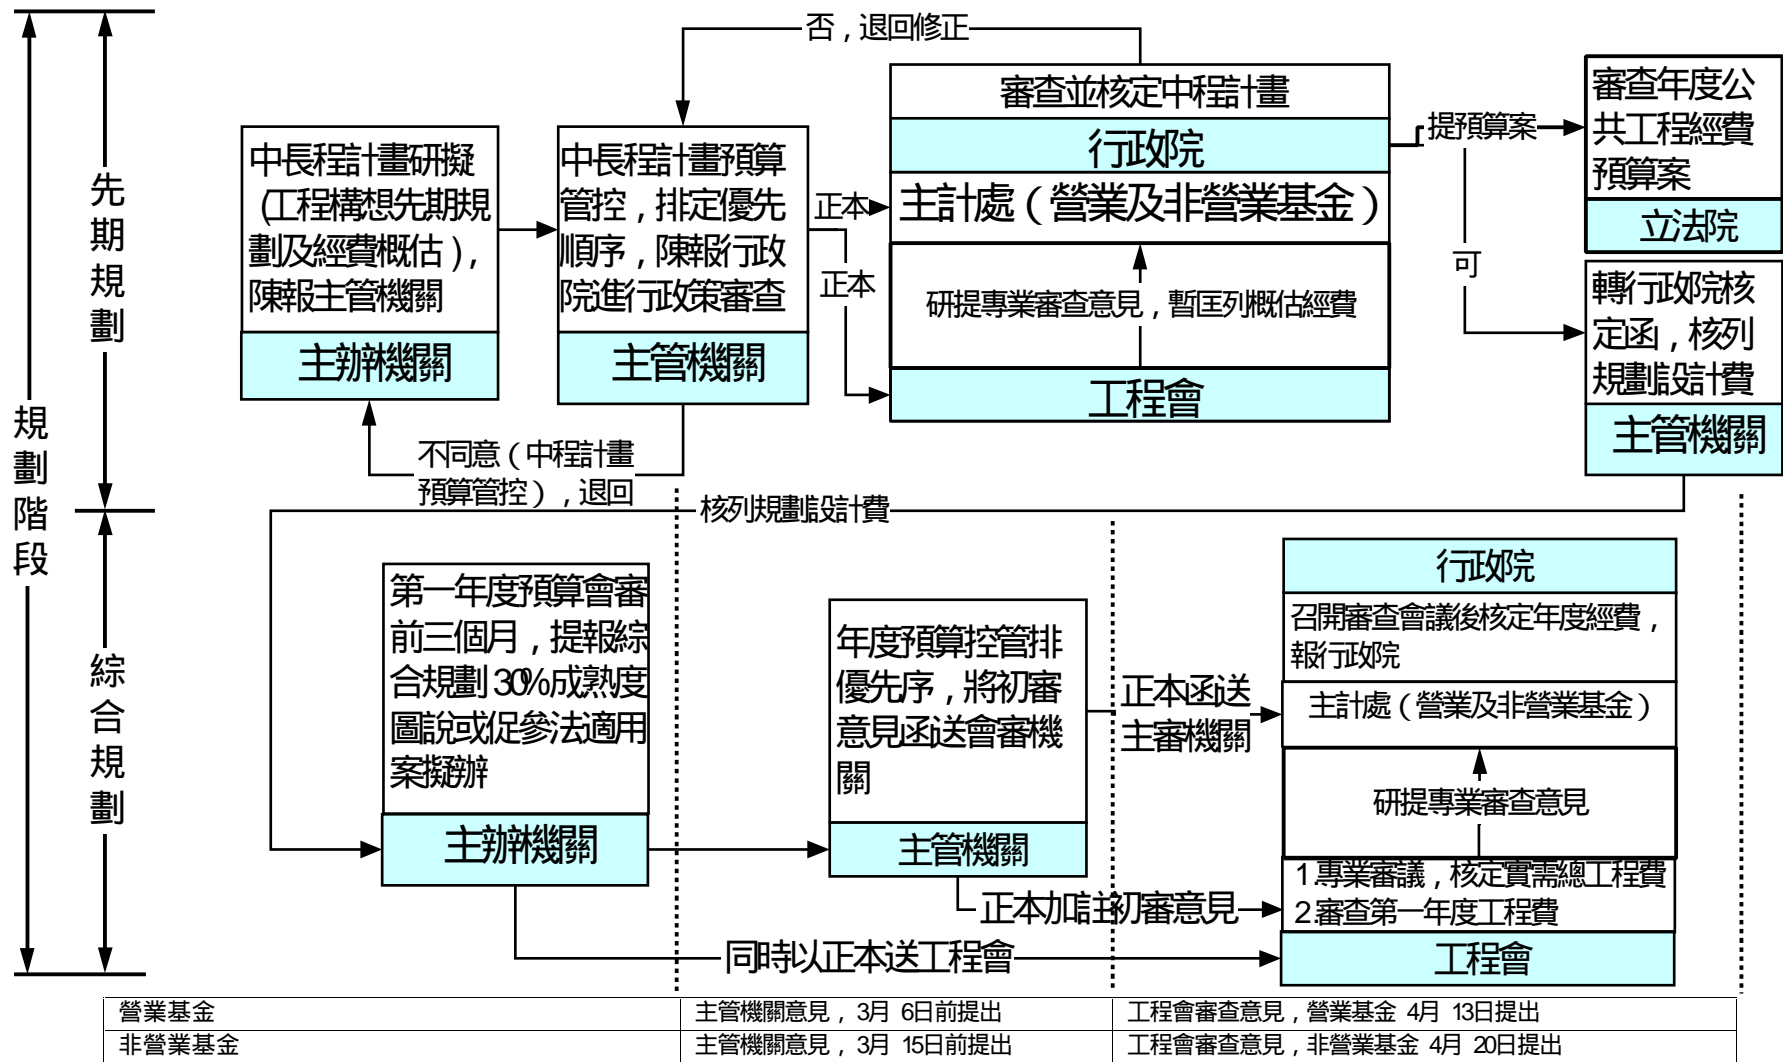 規劃階段
先期規劃
綜合規劃
否，退回修正
中長程計畫研擬
（工程構想先期規
劃及經費概估），
陳報主管機關
主辦機關
中長程計畫預算
管控，排定優先
順序，陳報行政
院進行政策審查
主管機關
正本
正本
審查並核定中程計畫
行政院
主計處（營業及非營業基金）
研提專業審查意見，暫匡列概估經費
工程會
提預算案
可
審查年度公
共工程經費
預算案
立法院
轉行政院核
定函，核列
規劃設計費
主管機關
不同意（中程計畫
預算管控），退回
核列規劃設計費
第一年度預算會審
前三個月，提報綜
合規劃 30%成熟度
圖說或促參法適用
案擬辦
主辦機關
年度預算控管排
優先序，將初審
意見函送會審機
關
主管機關
正本函送
主審機關
正本加註初審意見
同時以正本送工程會
行政院
召開審查會議後核定年度經費，
報行政院
主計處（營業及非營業基金）
研提專業審查意見
1.專業審議，核定實需總工程費
2.審查第一年度工程費
工程會
營業基金 主管機關意見，3月 6日前提出 工程會審查意見，營業基金 4月 13日提出
非營業基金 主管機關意見，3月 15日前提出 工程會審查意見，非營業基金 4月 20日提出